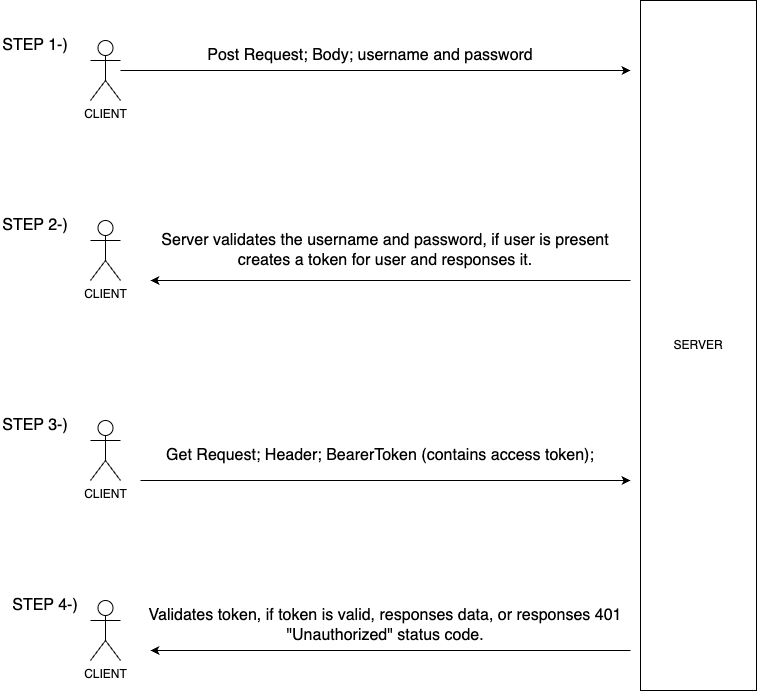 STEP 1-)
Post Request; Body; username and password
CLIENT
STEP 2-)
Server validates the username and password, if user is present
creates a token for user and responses it.
CLIENT
SERVER
STEP 3-)
Get Request; Header; BearerToken (contains access token);
CLIENT
STEP 4-)
Validates token, if token is valid, responses data, or responses 401
"Unauthorized" status code.
CLIENT